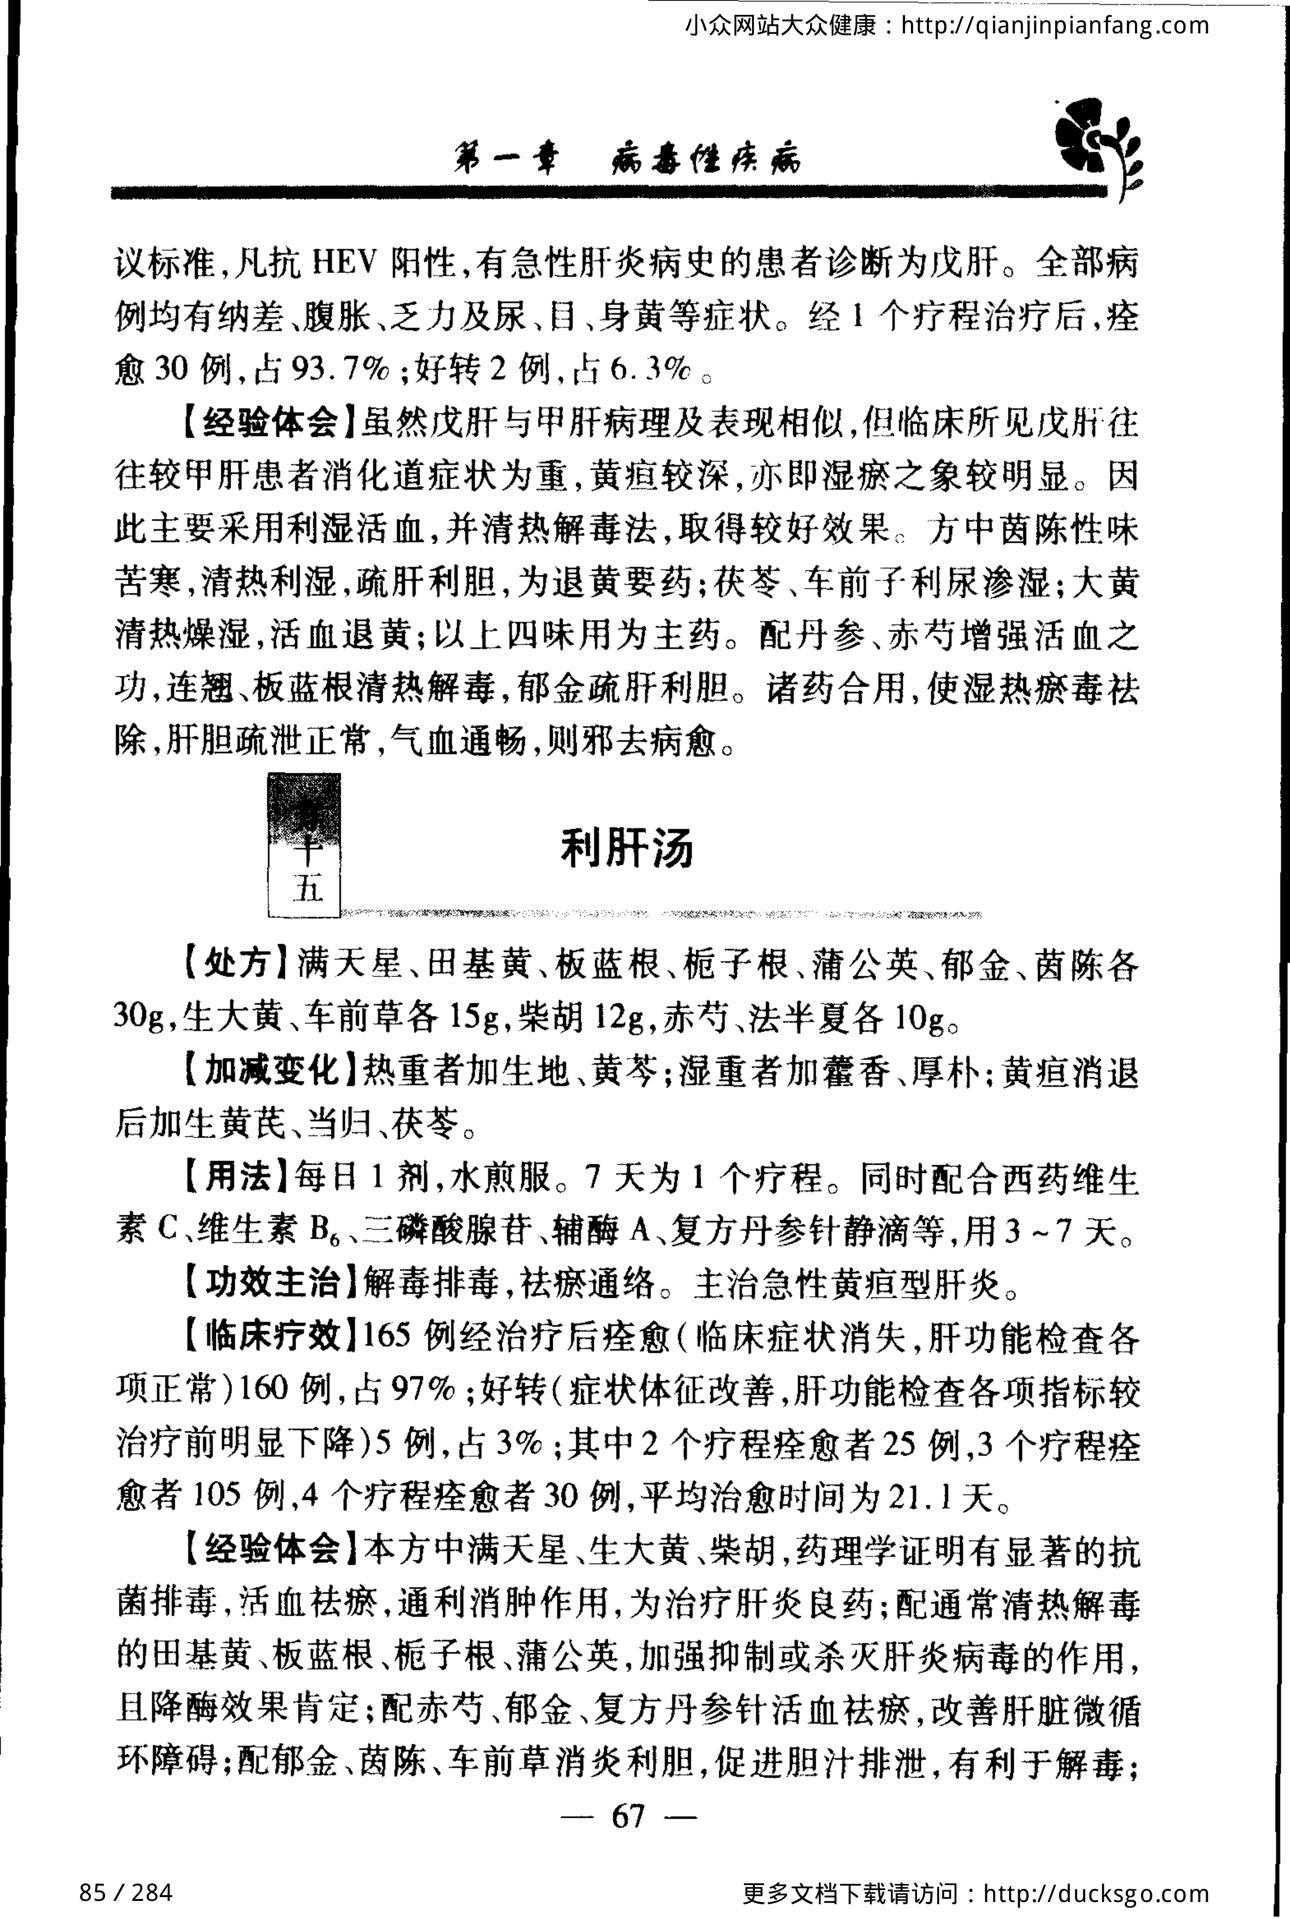 小众网站大众健康：http://qianjinpianfang.com
第一章 病毒性疾病
议标准,凡抗 HEV 阳性,有急性肝炎病史的患者诊断为戊肝。全部病
例均有纳差、腹胀、乏力及尿、目、身黄等症状。经 1 个疗程治疗后,痊
愈 30 例,占 93.7%;好转 2 例,占 6.3%。
【经验体会】虽然戊肝与甲肝病理及表现相似,但临床所见戊肝往
往较甲肝患者消化道症状为重,黄疸较深,亦即湿瘀之象较明显。因
此主要采用利湿活血,并清热解毒法,取得较好效果。方中茵陈性味
苦寒,清热利湿,疏肝利胆,为退黄要药;茯苓、车前子利尿渗湿;大黄
清热燥湿,活血退黄;以上四味用为主药。配丹参、赤芍增强活血之
功,连翘、板蓝根清热解毒,郁金疏肝利胆。诸药合用,使湿热瘀毒祛
除,肝胆疏泄正常,气血通畅,则邪去病愈。
十五
利肝汤
【处方】满天星、田基黄、板蓝根、栀子根、蒲公英、郁金、茵陈各
30g,生大黄、车前草各 15g,柴胡 12g,赤芍、法半夏各 10g。
【加减变化】热重者加生地、黄芩;湿重者加藿香、厚朴;黄疸消退
后加生黄芪、当归、茯苓。
【用法】每日 1 剂,水煎服。7 天为 1 个疗程。同时配合西药维生
素 C、维生素 B₆、三磷酸腺苷、辅酶 A、复方丹参针静滴等,用 3～7 天。
【功效主治】解毒排毒,祛瘀通络。主治急性黄疸型肝炎。
【临床疗效】165 例经治疗后痊愈(临床症状消失,肝功能检查各
项正常)160 例,占 97%;好转(症状体征改善,肝功能检查各项指标较
治疗前明显下降)5 例,占 3%;其中 2 个疗程痊愈者 25 例,3 个疗程痊
愈者 105 例,4 个疗程痊愈者 30 例,平均治愈时间为 21.1 天。
【经验体会】本方中满天星、生大黄、柴胡,药理学证明有显著的抗
菌排毒,活血祛瘀,通利消肿作用,为治疗肝炎良药;配通常清热解毒
的田基黄、板蓝根、栀子根、蒲公英,加强抑制或杀灭肝炎病毒的作用,
且降酶效果肯定;配赤芍、郁金、复方丹参针活血祛瘀,改善肝脏微循
环障碍;配郁金、茵陈、车前草消炎利胆,促进胆汁排泄,有利于解毒;
— 67 —
85 / 284
更多文档下载请访问：http://ducksgo.com